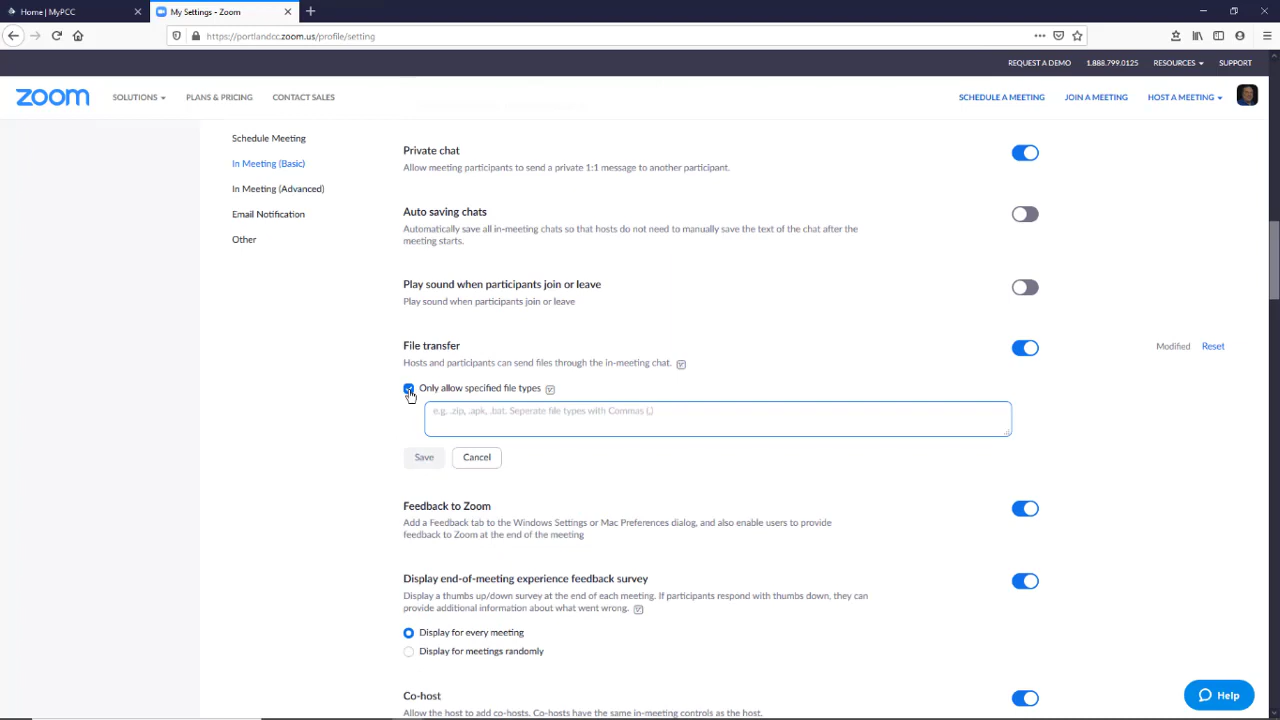 Home | MyPCC
My Settings - Zoom
https://portlandcc.zoom.us/profile/setting
REQUEST A DEMO 1.888.799.0125 RESOURCES SUPPORT
zoom SOLUTIONS PLANS & PRICING CONTACT SALES SCHEDULE A MEETING JOIN A MEETING HOST A MEETING
Schedule Meeting
In Meeting (Basic)
In Meeting (Advanced)
Email Notification
Other
Private chat
Allow meeting participants to send a private 1:1 message to another participant.
Auto saving chats
Automatically save all in-meeting chats so that hosts do not need to manually save the text of the chat after the
meeting starts.
Play sound when participants join or leave
Play sound when participants join or leave
File transfer
Modified Reset
Hosts and participants can send files through the in-meeting chat.
Only allow specified file types
e.g. .zip, .apk, .bat. Seperate file types with Commas (,)
Save Cancel
Feedback to Zoom
Add a Feedback tab to the Windows Settings or Mac Preferences dialog, and also enable users to provide
feedback to Zoom at the end of the meeting
Display end-of-meeting experience feedback survey
Display a thumbs up/down survey at the end of each meeting. If participants respond with thumbs down, they can
provide additional information about what went wrong.
Display for every meeting
Display for meetings randomly
Co-host
Allow the host to add co-hosts. Co-hosts have the same in-meeting controls as the host.
Help